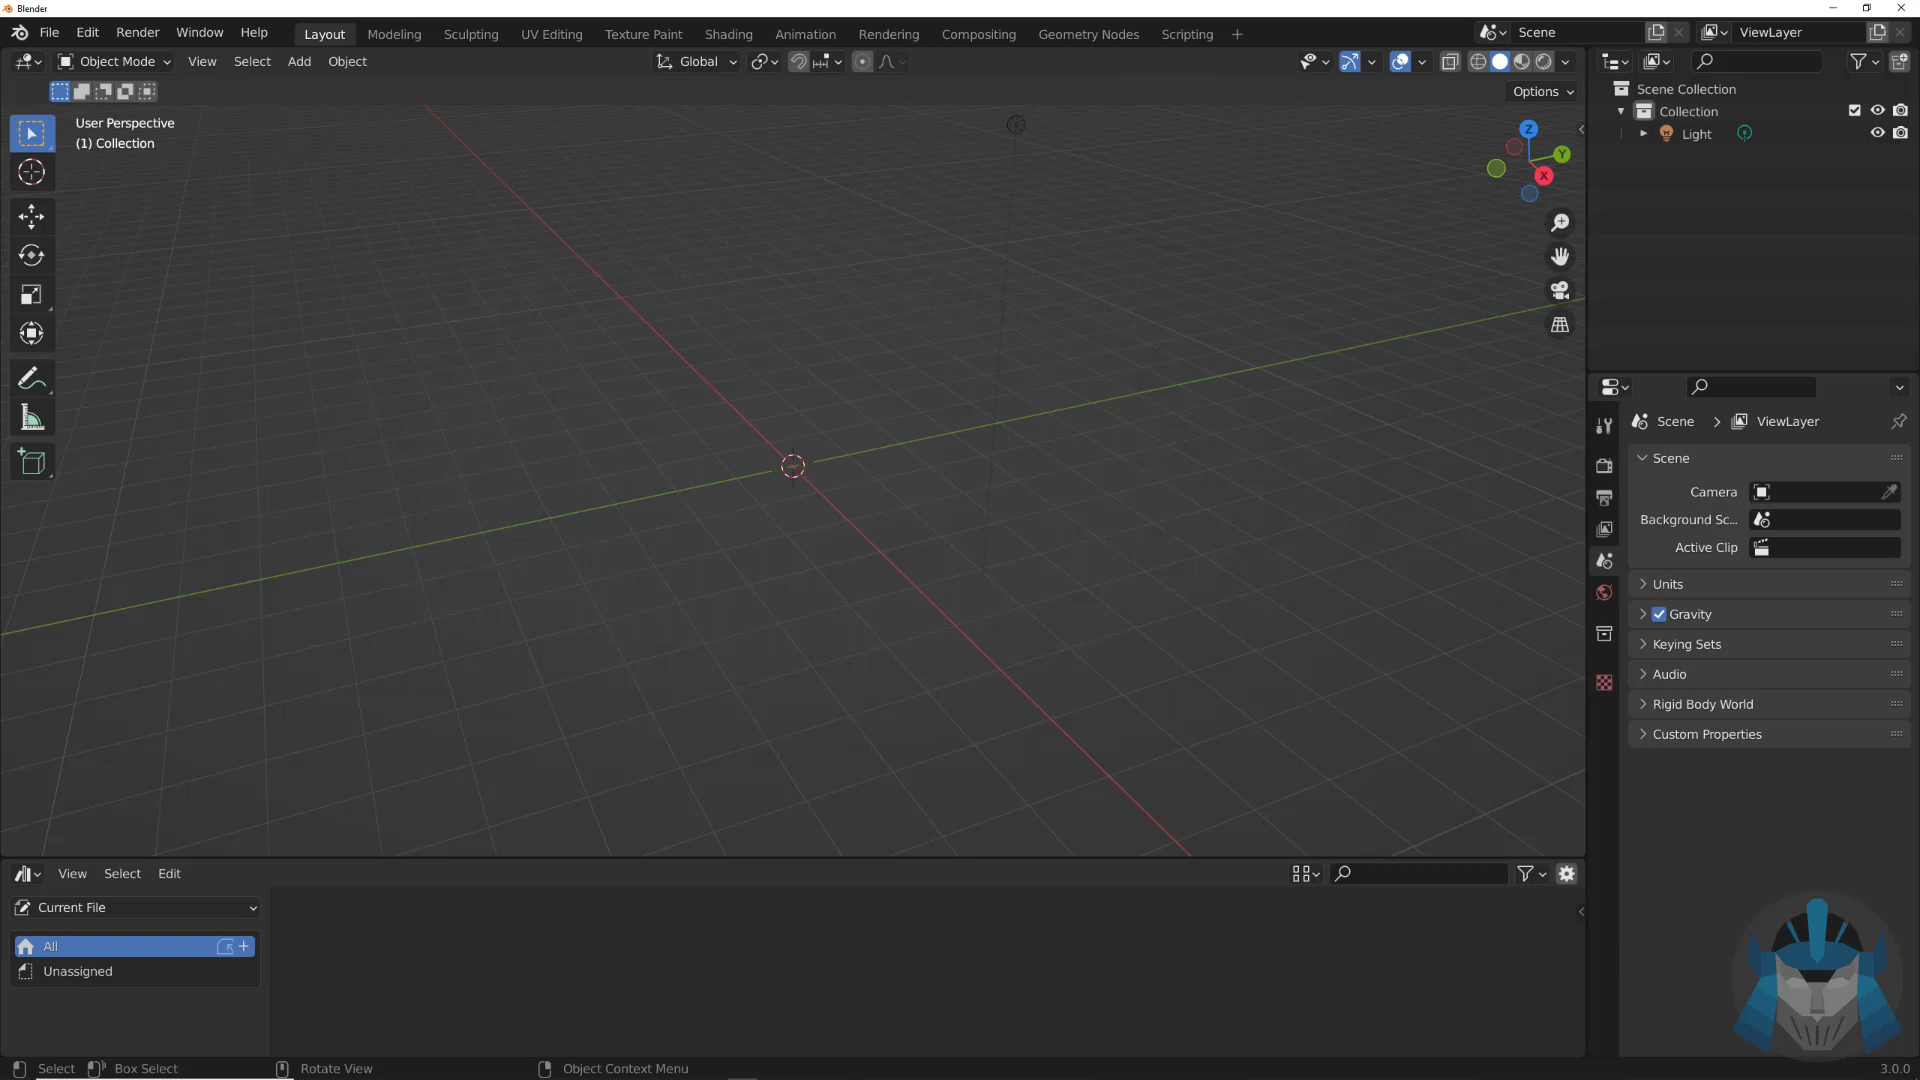 Blender
File Edit Render Window Help Layout Modeling Sculpting UV Editing Texture Paint Shading Animation Rendering Compositing Geometry Nodes Scripting + Scene ViewLayer
Object Mode View Select Add Object Global
Options
User Perspective
(1) Collection
Z
Y
X
Scene Collection
Collection
Light
Scene > ViewLayer
Scene
Camera
Background Sc...
Active Clip
Units
Gravity
Keying Sets
Audio
Rigid Body World
Custom Properties
View Select Edit
Current File
All
Unassigned
Select Box Select Rotate View Object Context Menu 3.0.0